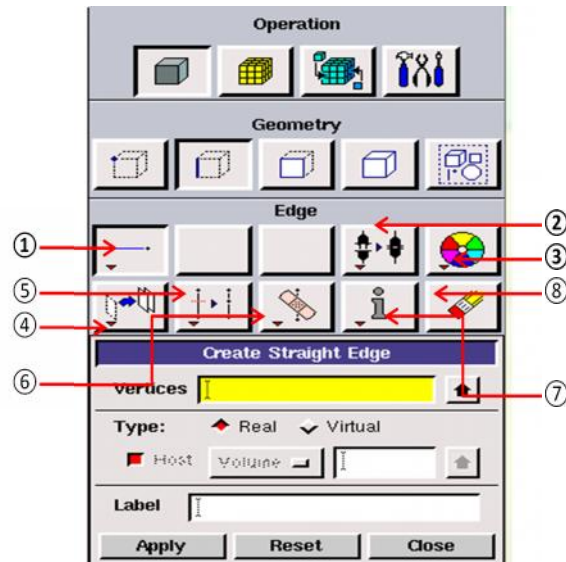 Operation
Geometry
Edge
①
②
③
④
⑤
⑥
⑦
⑧
Create Straight Edge
Vertices
Type: Real Virtual
Host Volume
Label
Apply Reset Close